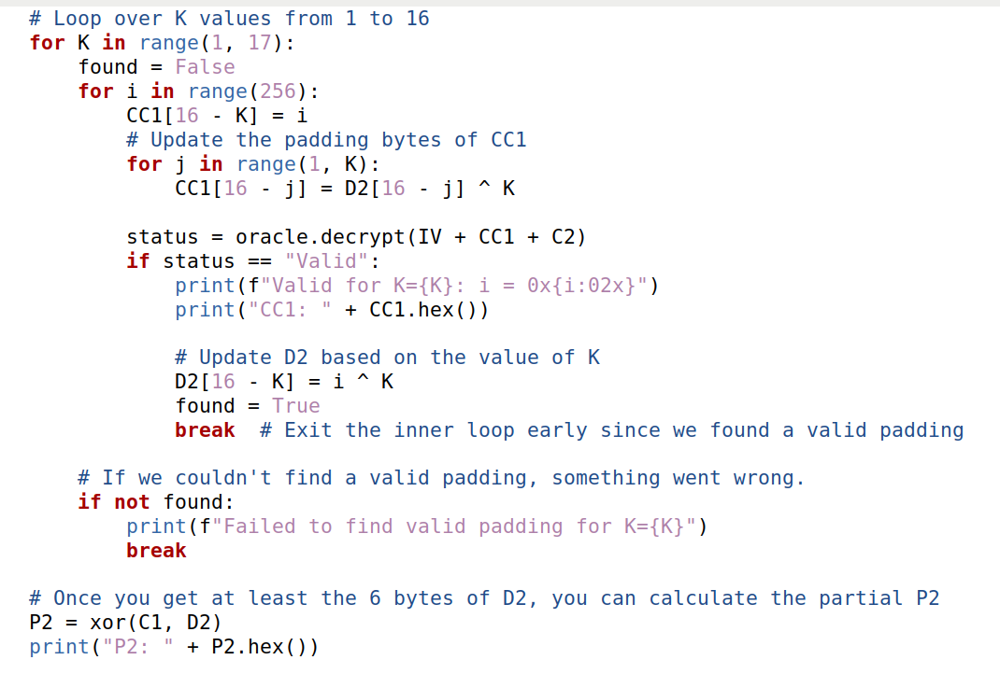 # Loop over K values from 1 to 16
for K in range(1, 17):
    found = False
    for i in range(256):
        CC1[16 - K] = i
        # Update the padding bytes of CC1
        for j in range(1, K):
            CC1[16 - j] = D2[16 - j] ^ K

        status = oracle.decrypt(IV + CC1 + C2)
        if status == "Valid":
            print(f"Valid for K={K}: i = 0x{i:02x}")
            print("CC1: " + CC1.hex())

            # Update D2 based on the value of K
            D2[16 - K] = i ^ K
            found = True
            break  # Exit the inner loop early since we found a valid padding

    # If we couldn't find a valid padding, something went wrong.
    if not found:
        print(f"Failed to find valid padding for K={K}")
        break

# Once you get at least the 6 bytes of D2, you can calculate the partial P2
P2 = xor(C1, D2)
print("P2: " + P2.hex())